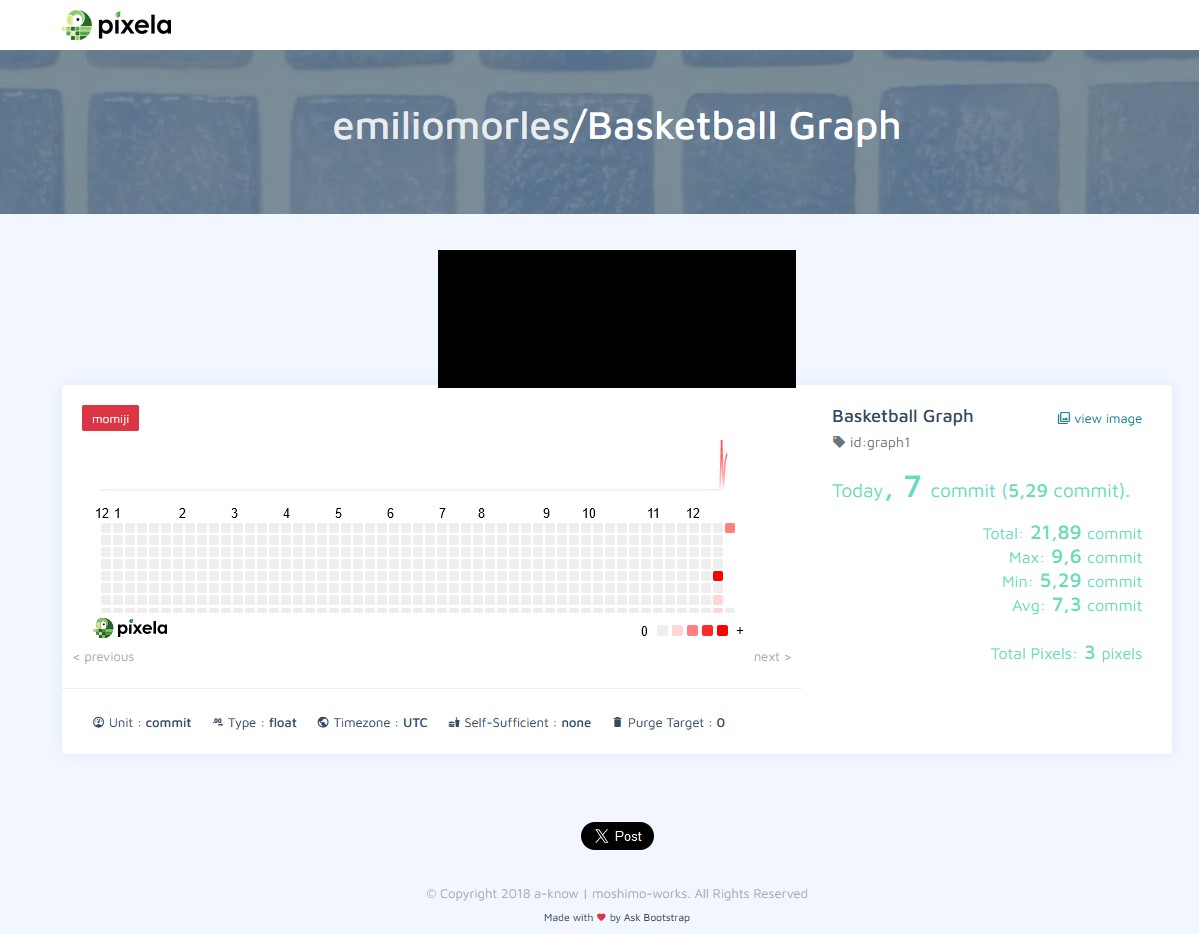 pixela
emiliomorles/Basketball Graph
momiji
Basketball Graph
view image
id:graph1
Today, 7 commit (5,29 commit).
12 1 2 3 4 5 6 7 8 9 10 11 12
Total: 21,89 commit
Max: 9,6 commit
Min: 5,29 commit
Avg: 7,3 commit
pixela
0 +
< previous
next >
Total Pixels: 3 pixels
Unit : commit
Type : float
Timezone : UTC
Self-Sufficient : none
Purge Target : 0
Post
© Copyright 2018 a-know | moshimo-works. All Rights Reserved
Made with ❤ by Ask Bootstrap